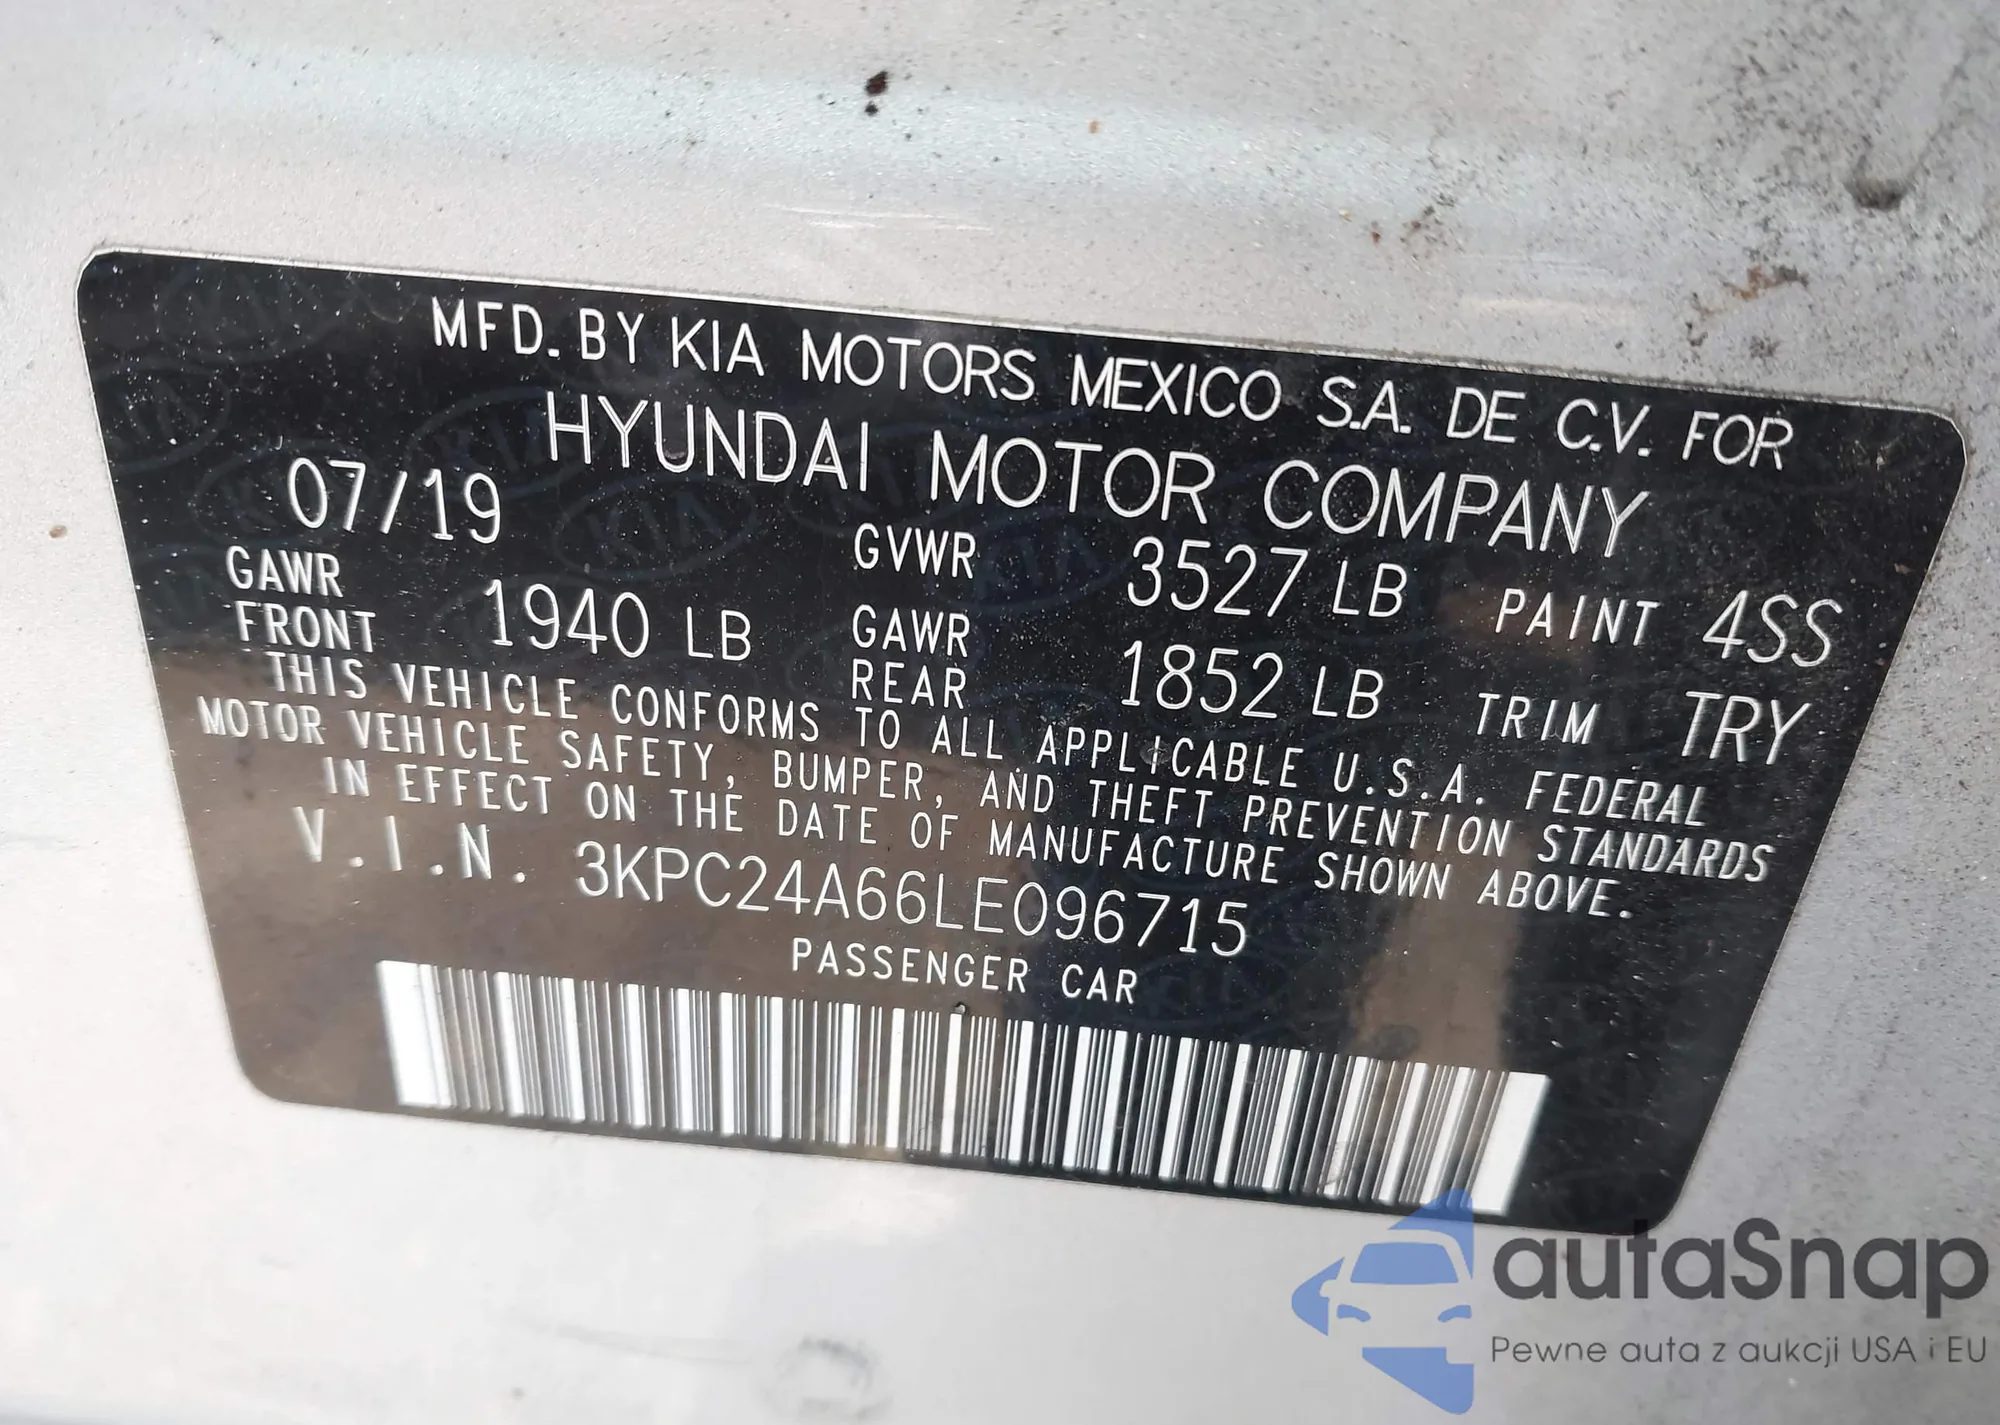 MFD. BY KIA MOTORS MEXICO S.A. DE C.V. FOR
HYUNDAI MOTOR COMPANY
07/19 GVWR 3527 LB PAINT 4SS
GAWR FRONT 1940 LB GAWR REAR 1852 LB TRIM TRY
THIS VEHICLE CONFORMS TO ALL APPLICABLE U.S.A. FEDERAL
MOTOR VEHICLE SAFETY, BUMPER, AND THEFT PREVENTION STANDARDS
IN EFFECT ON THE DATE OF MANUFACTURE SHOWN ABOVE.
V.I.N. 3KPC24A66LE096715
PASSENGER CAR
autaSnap
Pewne auta z aukcji USA i EU